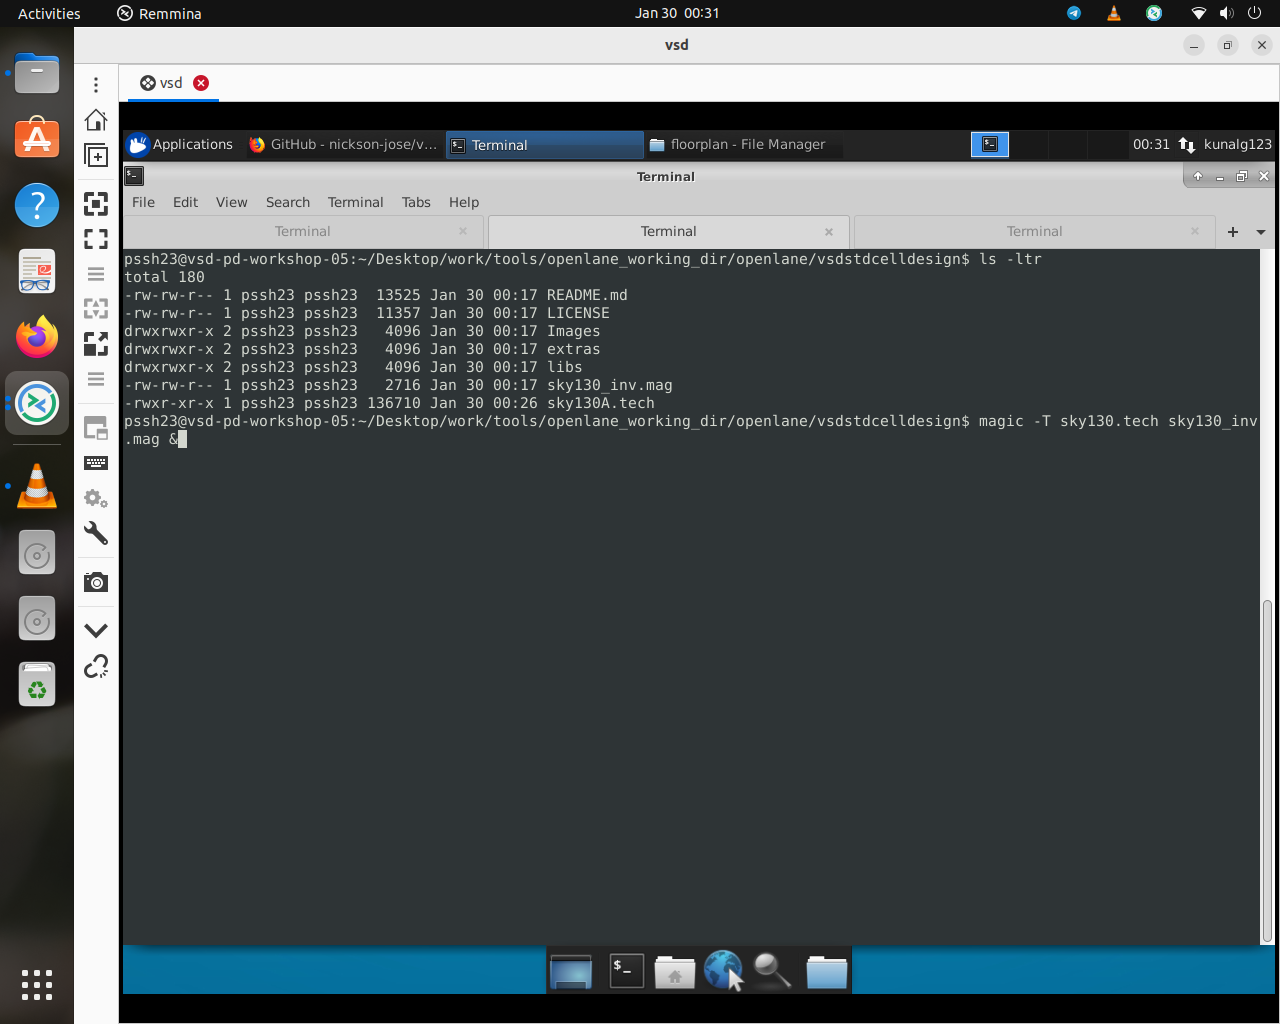 Activities Remmina Jan 30 00:31
vsd
vsd
Applications GitHub - nickson-jose/v... Terminal floorplan - File Manager 00:31 kunalg123
Terminal
File Edit View Search Terminal Tabs Help
Terminal Terminal Terminal
pssh23@vsd-pd-workshop-05:~/Desktop/work/tools/openlane_working_dir/openlane/vsdstdcelldesign$ ls -ltr
total 180
-rw-rw-r-- 1 pssh23 pssh23  13525 Jan 30 00:17 README.md
-rw-rw-r-- 1 pssh23 pssh23  11357 Jan 30 00:17 LICENSE
drwxrwxr-x 2 pssh23 pssh23   4096 Jan 30 00:17 Images
drwxrwxr-x 2 pssh23 pssh23   4096 Jan 30 00:17 extras
drwxrwxr-x 2 pssh23 pssh23   4096 Jan 30 00:17 libs
-rw-rw-r-- 1 pssh23 pssh23   2716 Jan 30 00:17 sky130_inv.mag
-rwxr-xr-x 1 pssh23 pssh23 136710 Jan 30 00:26 sky130A.tech
pssh23@vsd-pd-workshop-05:~/Desktop/work/tools/openlane_working_dir/openlane/vsdstdcelldesign$ magic -T sky130.tech sky130_inv
.mag &